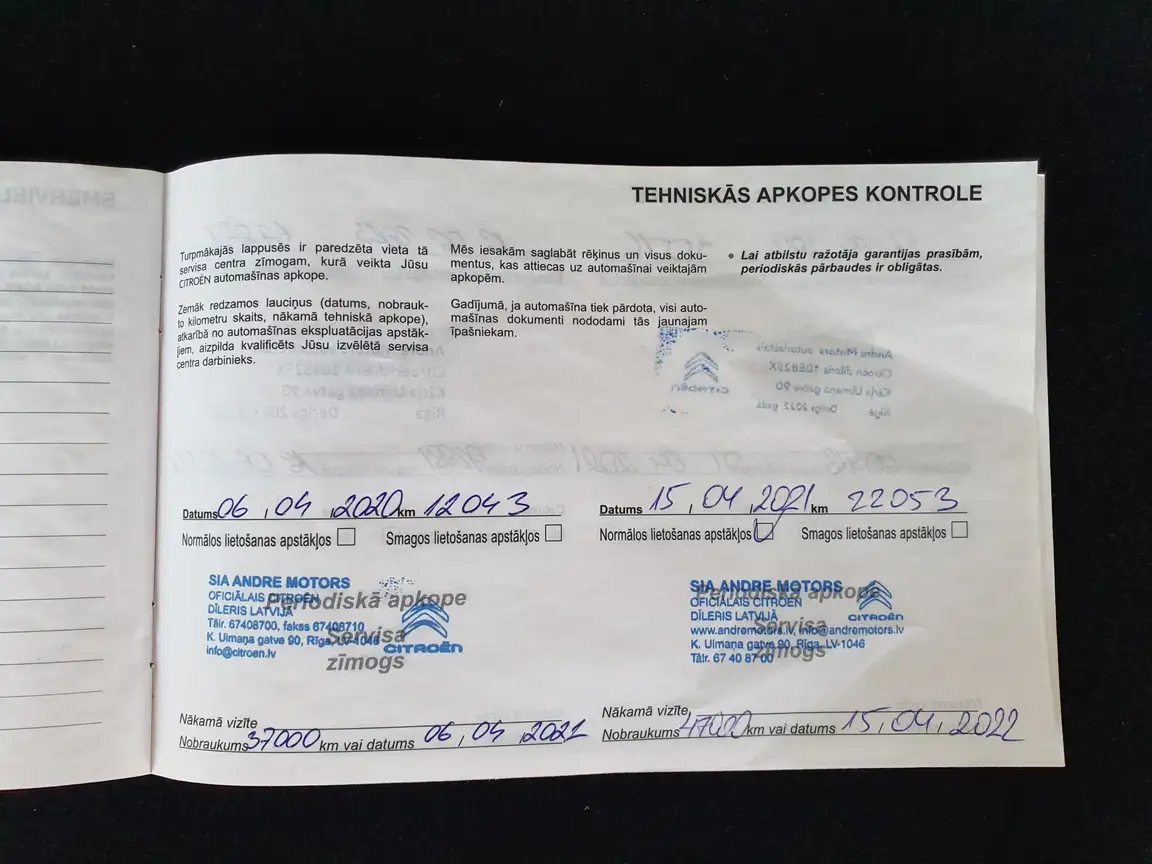 TEHNISKĀS APKOPES KONTROLE
Turpmākajās lappusēs ir paredzēta vieta tā
servisa centra zīmogam, kurā veikta Jūsu
CITROËN automašīnas apkope.
Zemāk redzamos lauciņus (datums, nobrauk-
to kilometru skaits, nākamā tehniskā apkope),
atkarībā no automašīnas ekspluatācijas apstāk-
ļiem, aizpilda kvalificēts Jūsu izvēlētā servisa
centra darbinieks.
Mēs iesakām saglabāt rēķinus un visus doku-
mentus, kas attiecas uz automašīnai veiktajām
apkopēm.
Gadījumā, ja automašīna tiek pārdota, visi auto-
mašīnas dokumenti nododami tās jaunajam
īpašniekam.
• Lai atbilstu ražotāja garantijas prasībām,
periodiskās pārbaudes ir obligātas.
Datums 06 , 04 , 2020 km 12043
Normālos lietošanas apstākļos Smagos lietošanas apstākļos
SIA ANDRE MOTORS
OFICIĀLAIS CITROËN
DĪLERIS LATVIJĀ
Tālr. 67408700, fakss 67408710
K. Ulmaņa gatve 90, Rīga, LV-1046
info@citroen.lv
CITROËN
Periodiskā apkope
Servisa
zīmogs
Nākamā vizīte
Nobraukums 37000 km vai datums 06 , 04 , 2021
Datums 15 , 04 , 2021 km 22053
Normālos lietošanas apstākļos Smagos lietošanas apstākļos
SIA ANDRE MOTORS
OFICIĀLAIS CITROËN
DĪLERIS LATVIJĀ
www.andremotors.lv, info@andremotors.lv
K. Ulmaņa gatve 90, Rīga, LV-1046
Tālr. 67 40 87 00
CITROËN
Periodiskā apkope
Servisa
zīmogs
Nākamā vizīte
Nobraukums km vai datums 15 , 04 , 2022